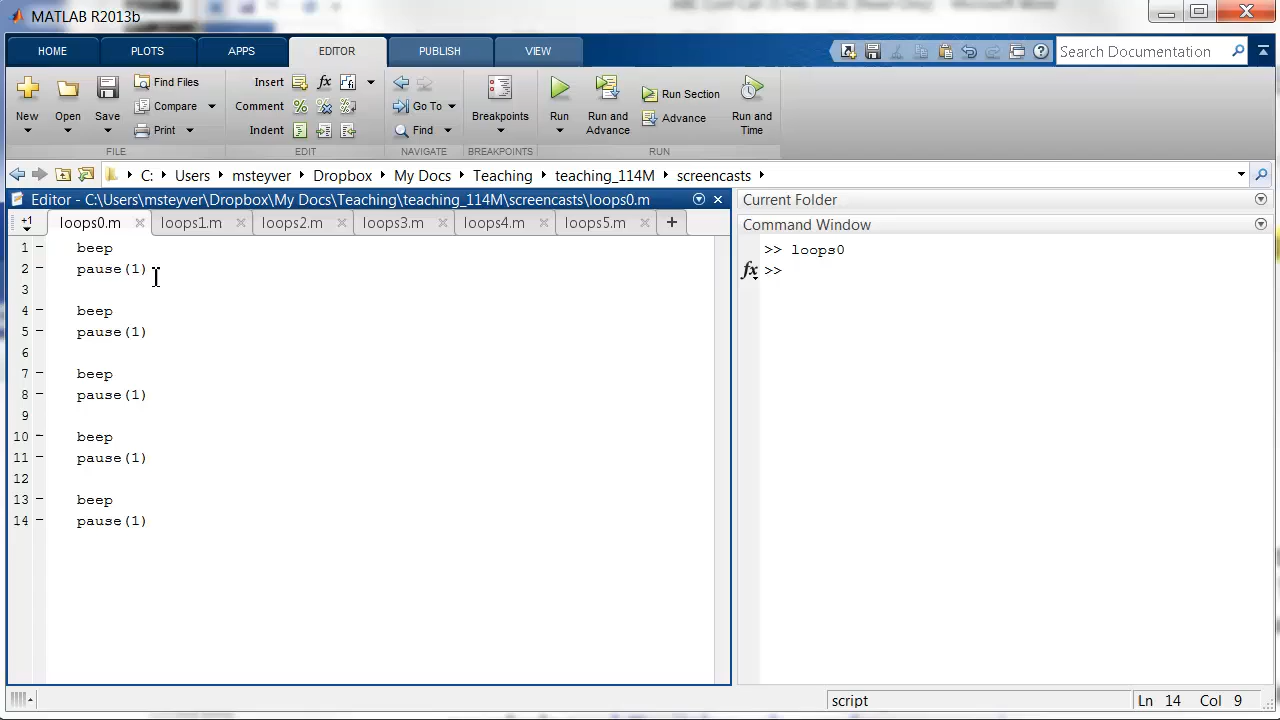 MATLAB R2013b
HOME PLOTS APPS EDITOR PUBLISH VIEW Search Documentation
New Open Save Find Files Compare Print
Insert Comment Indent
Go To Find
Breakpoints
Run Run and Advance Run Section Advance Run and Time
FILE EDIT NAVIGATE BREAKPOINTS RUN
C: Users msteyver Dropbox My Docs Teaching teaching_114M screencasts
Editor - C:\Users\msteyver\Dropbox\My Docs\Teaching\teaching_114M\screencasts\loops0.m
+1 loops0.m loops1.m loops2.m loops3.m loops4.m loops5.m +
1 - beep
2 - pause(1)
3
4 - beep
5 - pause(1)
6
7 - beep
8 - pause(1)
9
10 - beep
11 - pause(1)
12
13 - beep
14 - pause(1)
Current Folder
Command Window
>> loops0
fx >>
script Ln 14 Col 9